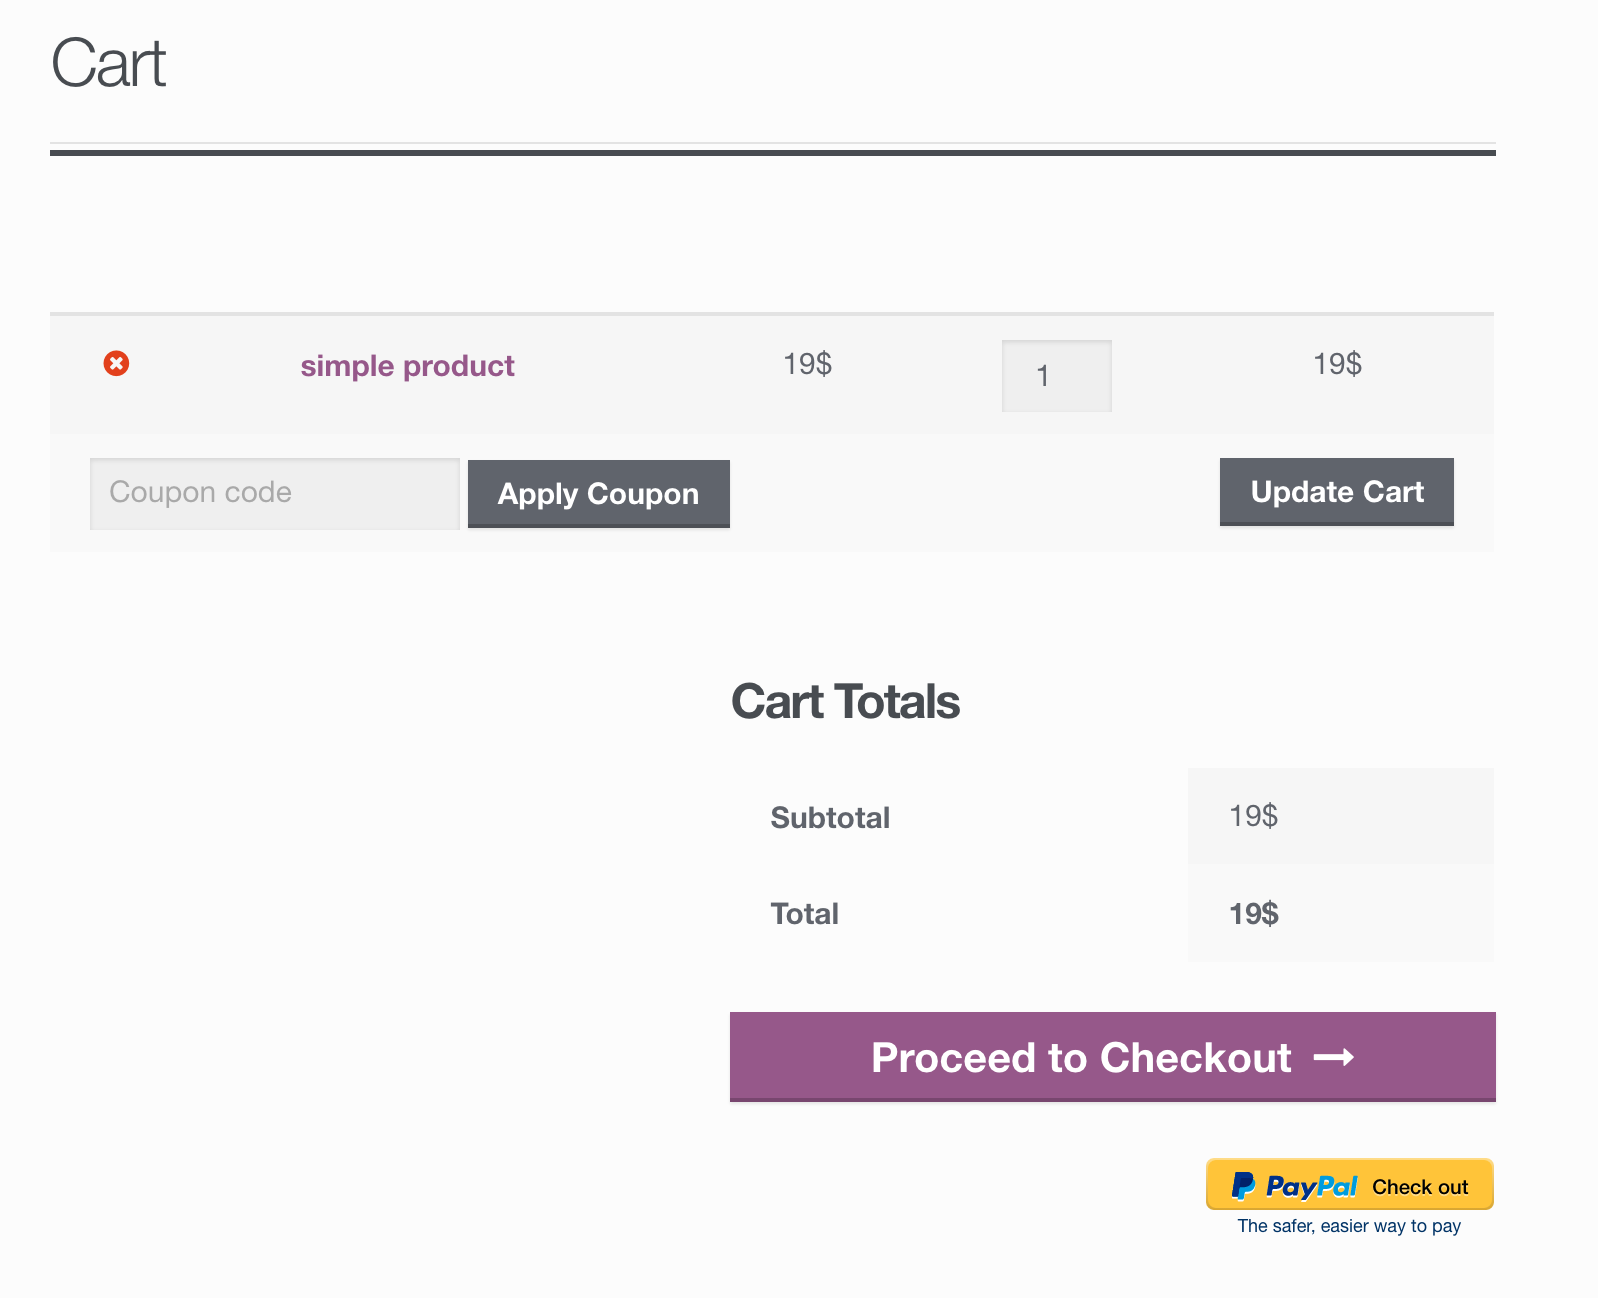 Cart
simple product 19$ 1 19$
Coupon code Apply Coupon Update Cart
Cart Totals
Subtotal 19$
Total 19$
Proceed to Checkout →
PayPal Check out
The safer, easier way to pay